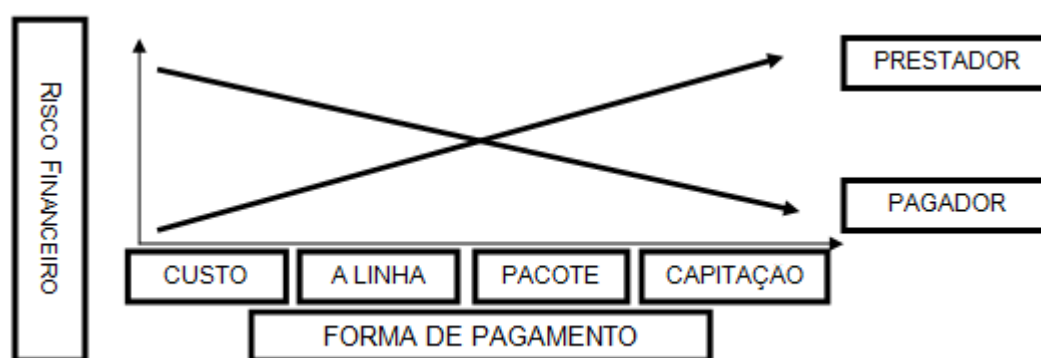 RISCO FINANCEIRO
PRESTADOR
PAGADOR
CUSTO
A LINHA
PACOTE
CAPITAÇAO
FORMA DE PAGAMENTO